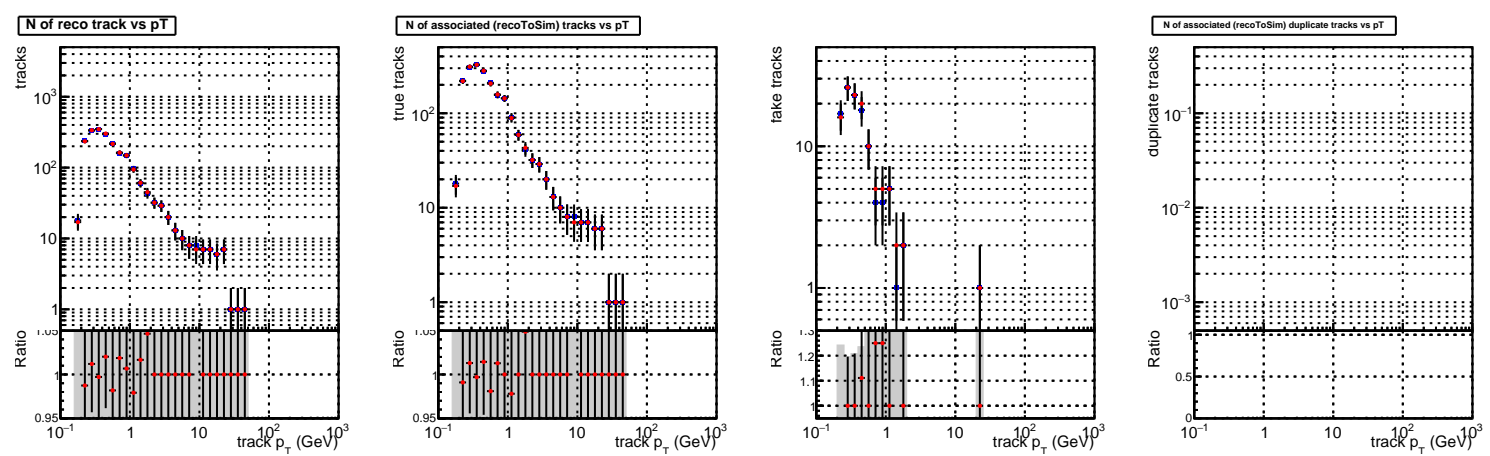 N of reco track vs pT
tracks
10³
10²
10
1
Ratio
1.05
1
0.95
10⁻¹ 1 10 10² 10³
track p_T (GeV)
N of associated (recoToSim) tracks vs pT
true tracks
10²
10
1
Ratio
1.05
1
0.95
10⁻¹ 1 10 10² 10³
track p_T (GeV)
fake tracks
10
1
Ratio
1.3
1.2
1.1
1
10⁻¹ 1 10 10² 10³
track p_T (GeV)
N of associated (recoToSim) duplicate tracks vs pT
duplicate tracks
10⁻¹
10⁻²
10⁻³
Ratio
1
0.5
0
10⁻¹ 1 10 10² 10³
track p_T (GeV)